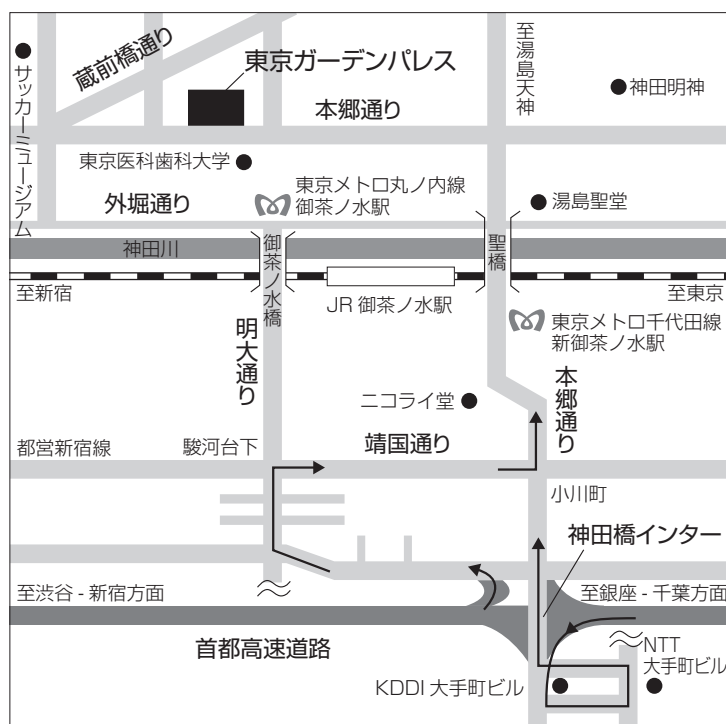 蔵前橋通り
サッカーミュージアム
東京ガーデンパレス
本郷通り
至湯島天神
神田明神
東京医科歯科大学
外堀通り
東京メトロ丸ノ内線
御茶ノ水駅
湯島聖堂
神田川
御茶ノ水橋
聖橋
至新宿
JR 御茶ノ水駅
至東京
東京メトロ千代田線
新御茶ノ水駅
明大通り
ニコライ堂
本郷通り
都営新宿線
駿河台下
靖国通り
小川町
神田橋インター
至渋谷 - 新宿方面
至銀座 - 千葉方面
首都高速道路
NTT
大手町ビル
KDDI 大手町ビル